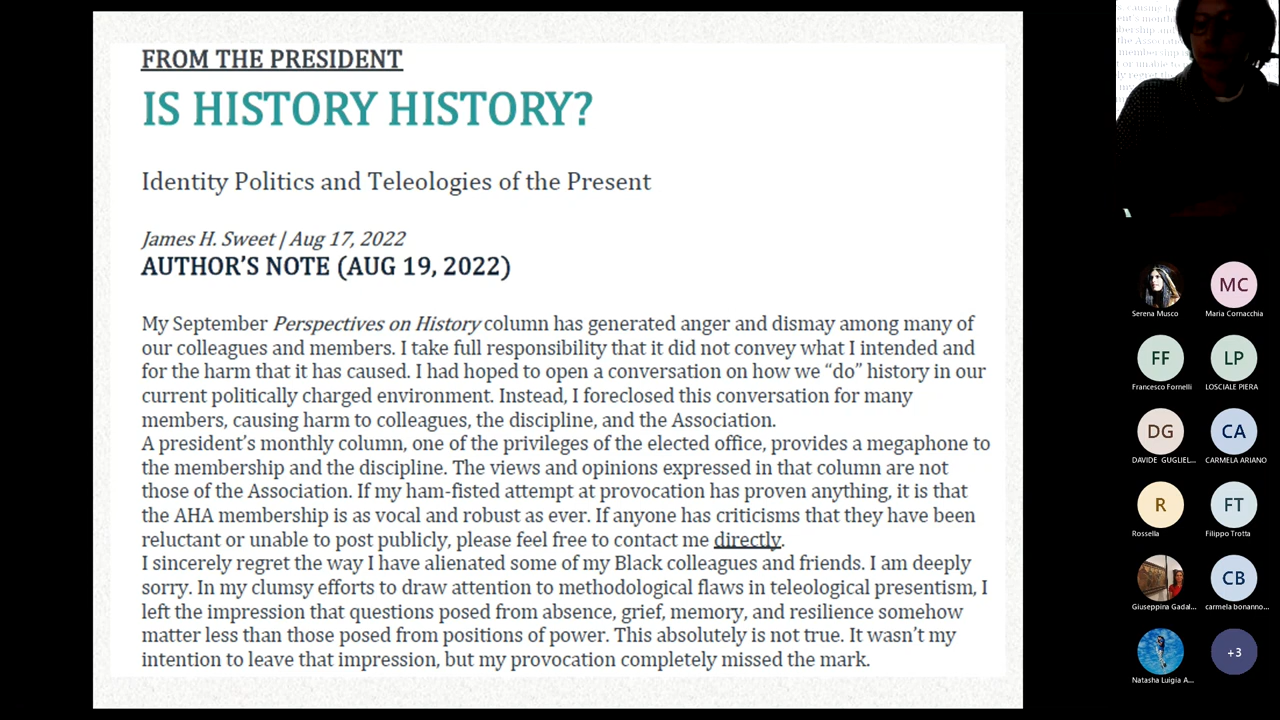 FROM THE PRESIDENT
IS HISTORY HISTORY?
Identity Politics and Teleologies of the Present
James H. Sweet | Aug 17, 2022
AUTHOR'S NOTE (AUG 19, 2022)
My September Perspectives on History column has generated anger and dismay among many of
our colleagues and members. I take full responsibility that it did not convey what I intended and
for the harm that it has caused. I had hoped to open a conversation on how we “do” history in our
current politically charged environment. Instead, I foreclosed this conversation for many
members, causing harm to colleagues, the discipline, and the Association.
A president's monthly column, one of the privileges of the elected office, provides a megaphone to
the membership and the discipline. The views and opinions expressed in that column are not
those of the Association. If my ham-fisted attempt at provocation has proven anything, it is that
the AHA membership is as vocal and robust as ever. If anyone has criticisms that they have been
reluctant or unable to post publicly, please feel free to contact me directly.
I sincerely regret the way I have alienated some of my Black colleagues and friends. I am deeply
sorry. In my clumsy efforts to draw attention to methodological flaws in teleological presentism, I
left the impression that questions posed from absence, grief, memory, and resilience somehow
matter less than those posed from positions of power. This absolutely is not true. It wasn't my
intention to leave that impression, but my provocation completely missed the mark.
Serena Musco
MC
Maria Cornacchia
FF
Francesco Fornelli
LP
LOSCIALE PIERA
DG
DAVIDE GUGLIEL...
CA
CARMELA ARIANO
R
Rossella
FT
Filippo Trotta
Giuseppina Gadal...
CB
carmela bonanno...
Natasha Luigia A...
+3